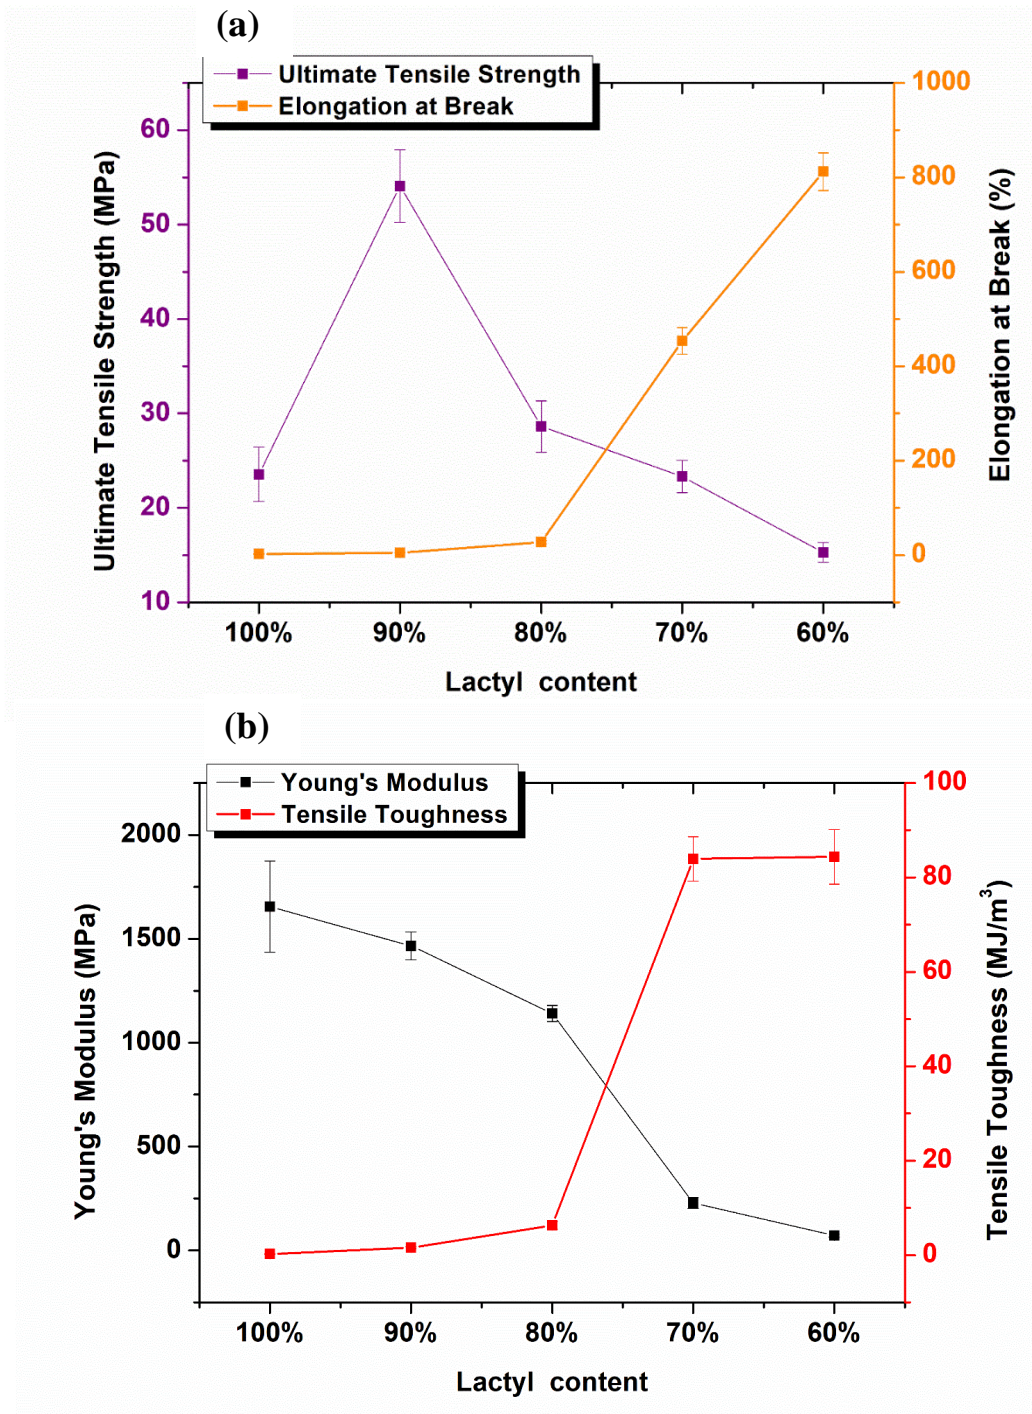 (a)
Ultimate Tensile Strength
Elongation at Break
Ultimate Tensile Strength (MPa)
60
50
40
30
20
10
1000
800
600
400
200
0
Elongation at Break (%)
100% 90% 80% 70% 60%
Lactyl content
(b)
Young's Modulus
Tensile Toughness
Young's Modulus (MPa)
2000
1500
1000
500
0
100
80
60
40
20
0
Tensile Toughness (MJ/m³)
100% 90% 80% 70% 60%
Lactyl content